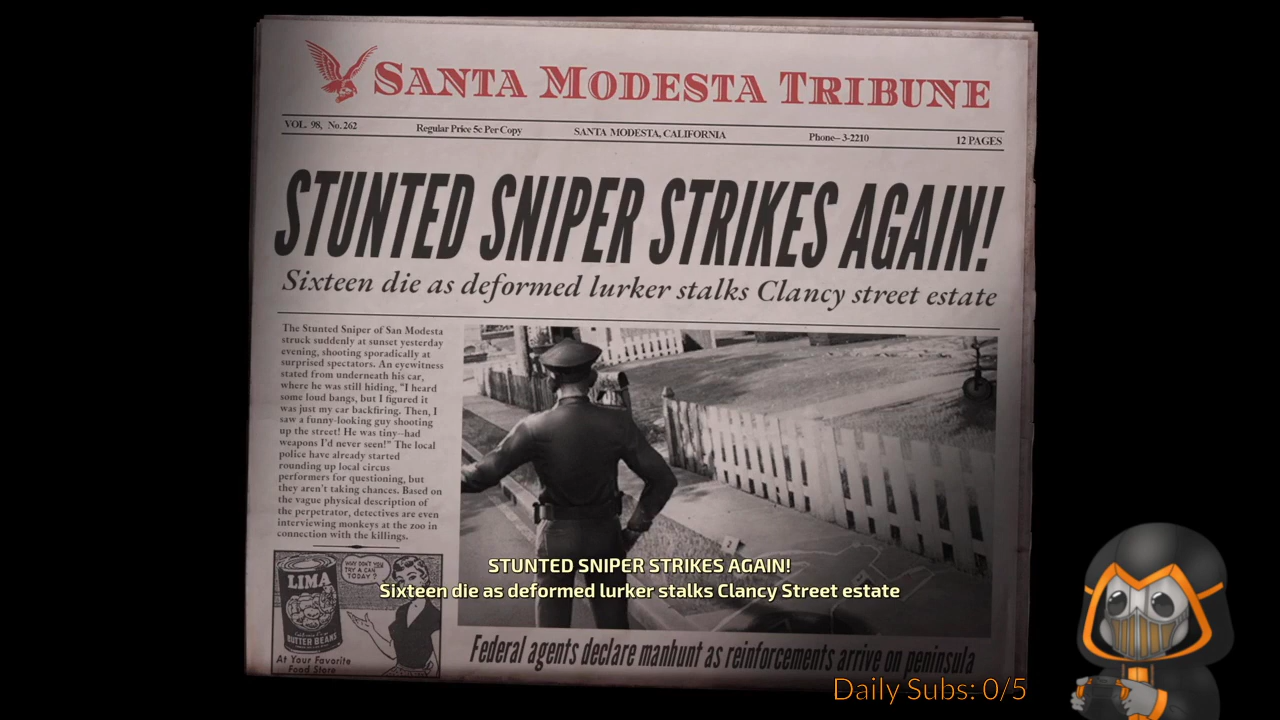 SANTA MODESTA TRIBUNE
VOL. 98, No. 262 Regular Price 5c Per Copy SANTA MODESTA, CALIFORNIA Phone–3-2210 12 PAGES
STUNTED SNIPER STRIKES AGAIN!
Sixteen die as deformed lurker stalks Clancy street estate
The Stunted Sniper of San Modesta
struck suddenly at sunset yesterday
evening, shooting sporadically at
surprised spectators. An eyewitness
stated from underneath his car,
where he was still hiding, "I heard
some loud bangs, but I figured it
was just my car backfiring. Then, I
saw a funny-looking guy shooting
up the street! He was tiny--had
weapons I'd never seen!" The local
police have already started
rounding up local circus
performers for questioning, but
they aren't taking chances. Based on
the vague physical description of
the perpetrator, detectives are even
interviewing monkeys at the zoo in
connection with the killings.
WHY DON'T YOU
TRY A CAN
TODAY?
LIMA
BUTTER BEANS
At Your Favorite
Food Store
STUNTED SNIPER STRIKES AGAIN!
Sixteen die as deformed lurker stalks Clancy Street estate
Federal agents declare manhunt as reinforcements arrive on peninsula
Daily Subs: 0/5